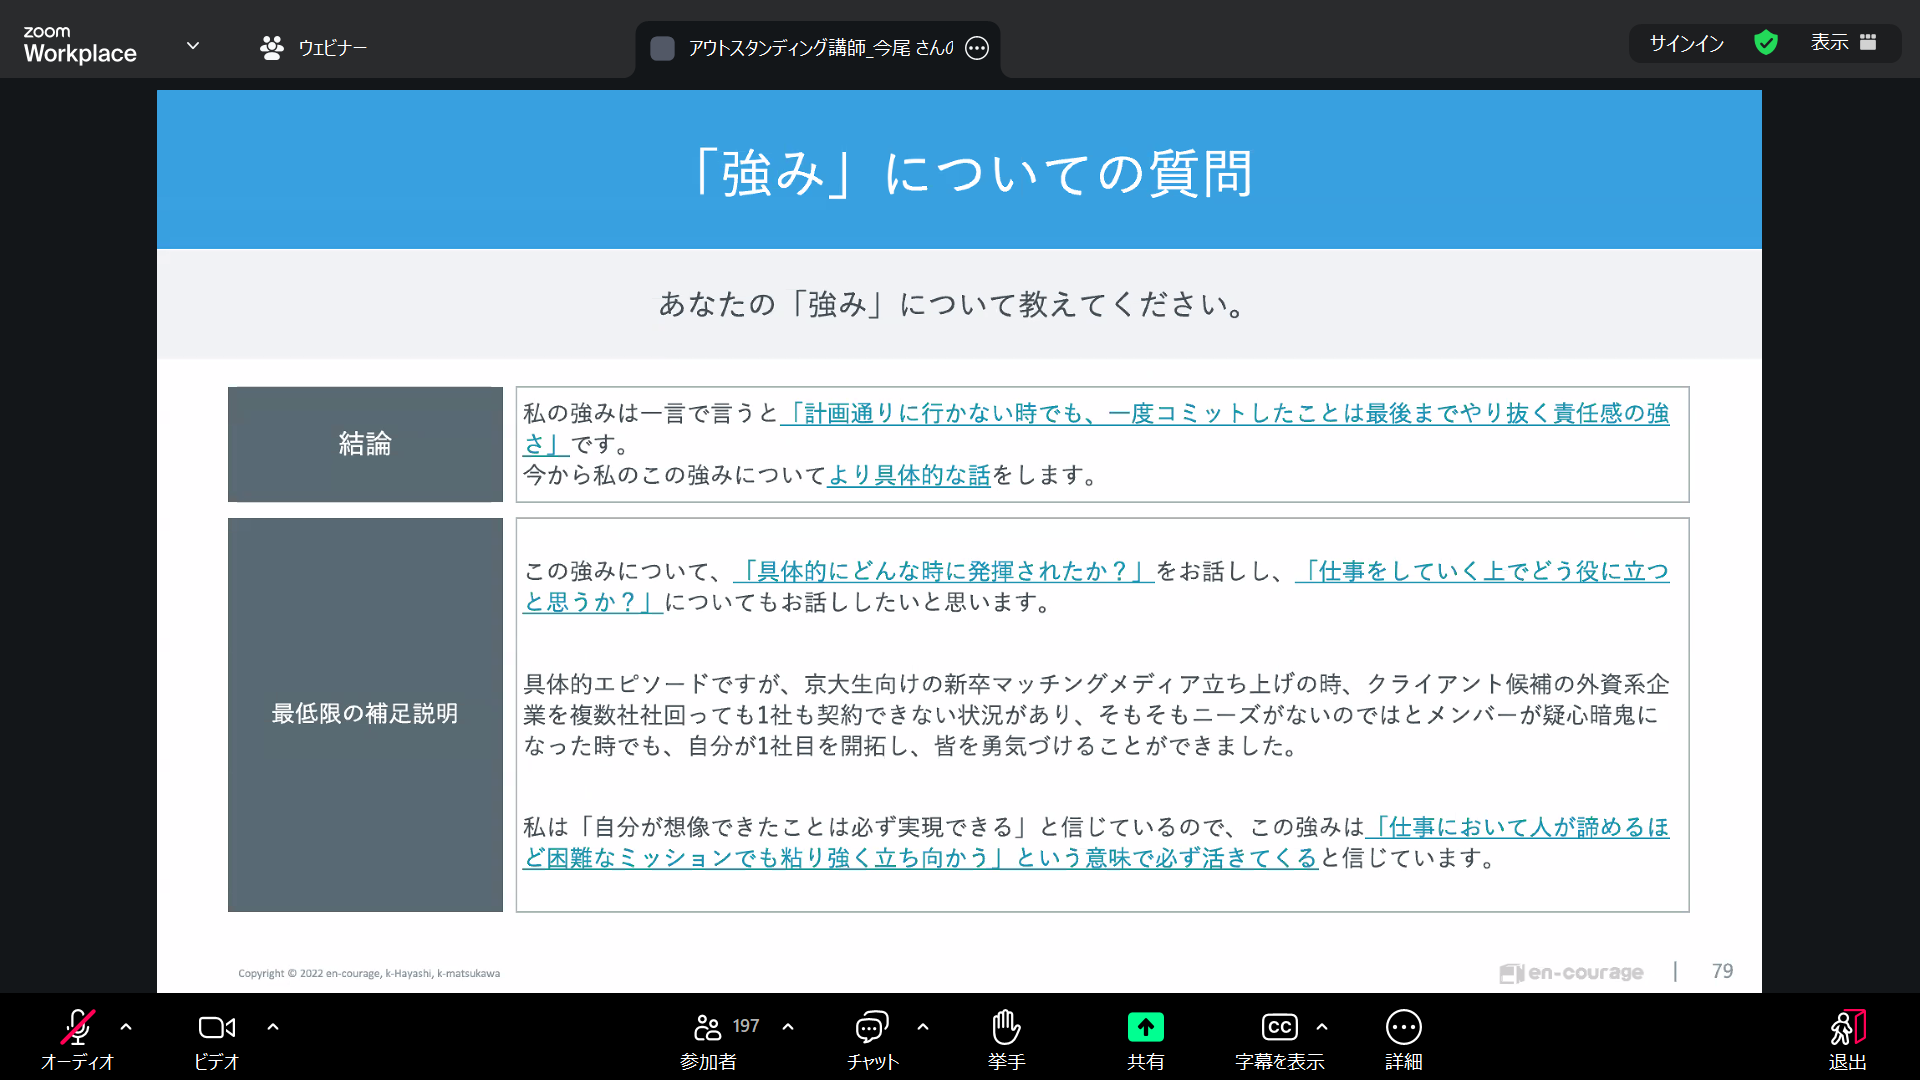 zoom
Workplace
ウェビナー
アウトスタンディング講師_今尾 さんの
サインイン
表示
「強み」についての質問
あなたの「強み」について教えてください。
結論
私の強みは一言で言うと「計画通りに行かない時でも、一度コミットしたことは最後までやり抜く責任感の強
さ」です。
今から私のこの強みについてより具体的な話をします。
最低限の補足説明
この強みについて、「具体的にどんな時に発揮されたか？」をお話しし、「仕事をしていく上でどう役に立つ
と思うか？」についてもお話ししたいと思います。
具体的エピソードですが、京大生向けの新卒マッチングメディア立ち上げの時、クライアント候補の外資系企
業を複数社社回っても1社も契約できない状況があり、そもそもニーズがないのではとメンバーが疑心暗鬼に
なった時でも、自分が1社目を開拓し、皆を勇気づけることができました。
私は「自分が想像できたことは必ず実現できる」と信じているので、この強みは「仕事において人が諦めるほ
ど困難なミッションでも粘り強く立ち向かう」という意味で必ず活きてくると信じています。
Copyright © 2022 en-courage, k-Hayashi, k-matsukawa
en-courage | 79
オーディオ
ビデオ
197
参加者
チャット
挙手
共有
CC
字幕を表示
詳細
退出